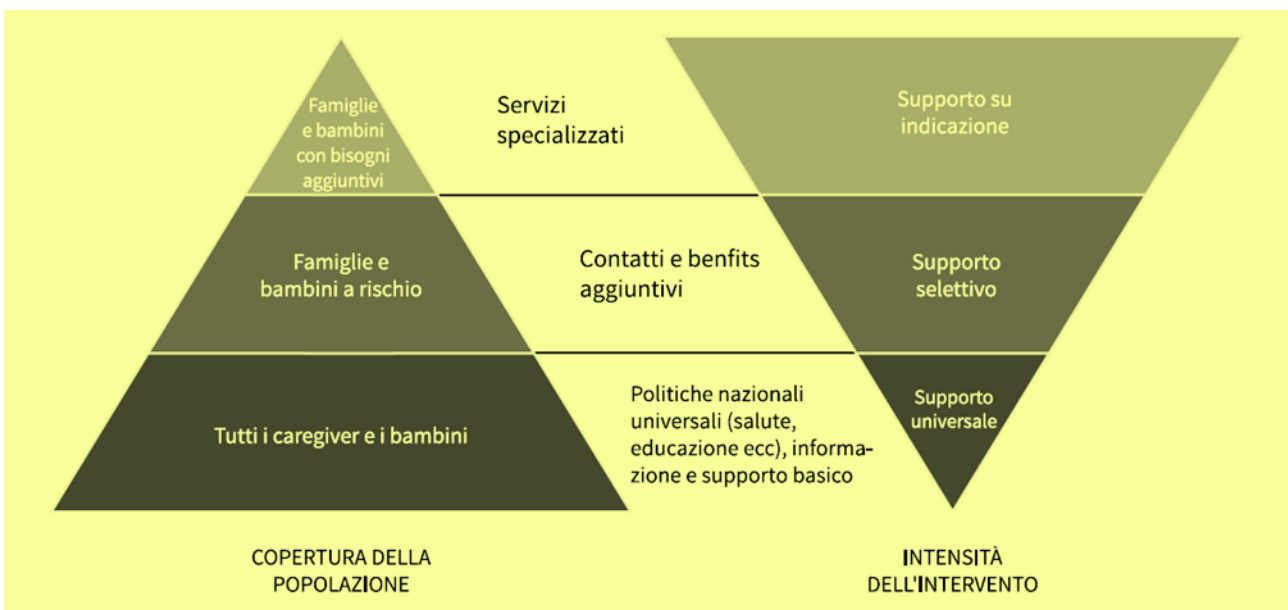 Famiglie
e bambini
con bisogni
aggiuntivi
Servizi
specializzati
Supporto su
indicazione
Famiglie e
bambini a rischio
Contatti e benfits
aggiuntivi
Supporto
selettivo
Tutti i caregiver e i bambini
Politiche nazionali
universali (salute,
educazione ecc), informa-
zione e supporto basico
Supporto
universale
COPERTURA DELLA
POPOLAZIONE
INTENSITÀ
DELL'INTERVENTO